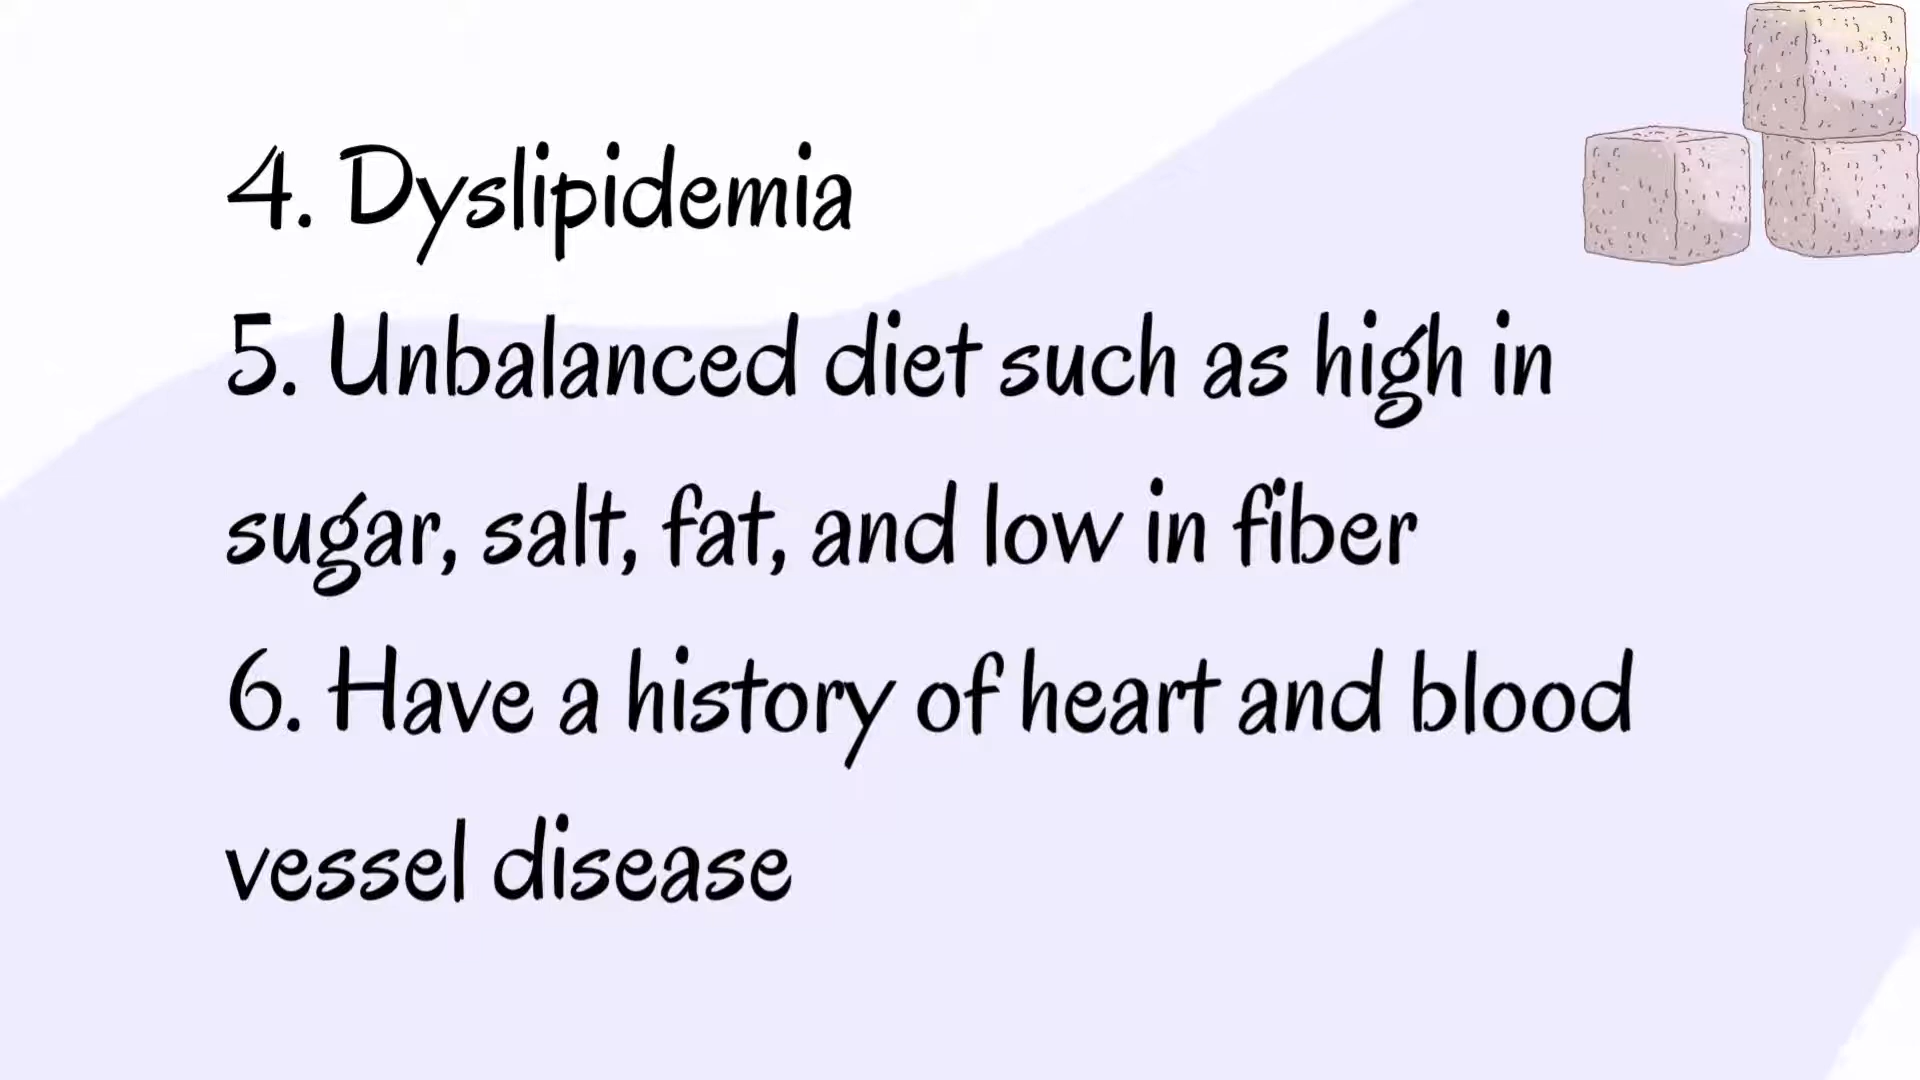 4. Dyslipidemia
5. Unbalanced diet such as high in
sugar, salt, fat, and low in fiber
6. Have a history of heart and blood
vessel disease